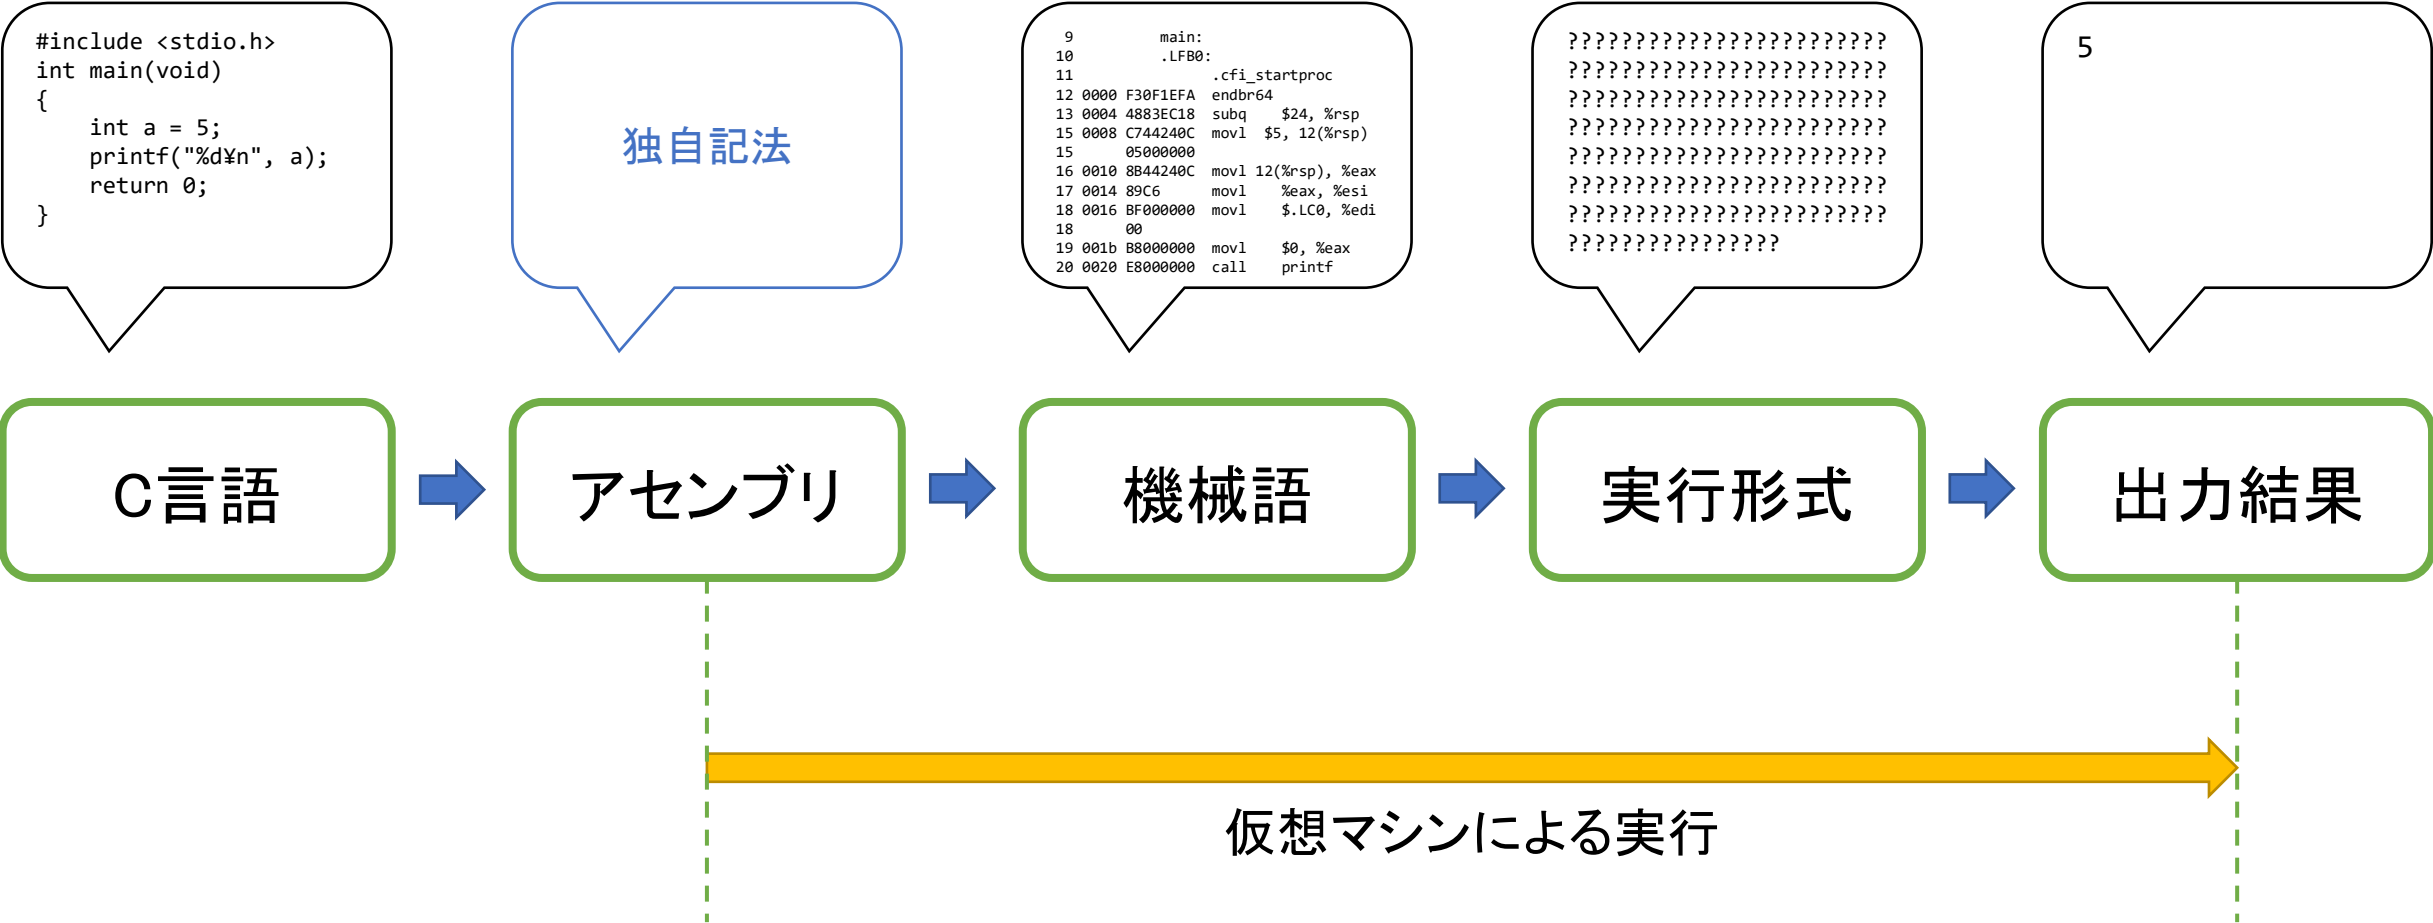 #include <stdio.h>
int main(void)
{
    int a = 5;
    printf("%d¥n", a);
    return 0;
}
独自記法
 9          main:
10          .LFB0:
11                .cfi_startproc
12 0000 F30F1EFA  endbr64
13 0004 4883EC18  subq    $24, %rsp
15 0008 C744240C  movl  $5, 12(%rsp)
15      05000000
16 0010 8B44240C  movl 12(%rsp), %eax
17 0014 89C6      movl    %eax, %esi
18 0016 BF000000  movl    $.LC0, %edi
18      00
19 001b B8000000  movl    $0, %eax
20 0020 E8000000  call    printf
????????????????????????
????????????????????????
????????????????????????
????????????????????????
????????????????????????
????????????????????????
????????????????????????
????????????????
5
C言語
アセンブリ
機械語
実行形式
出力結果
仮想マシンによる実行